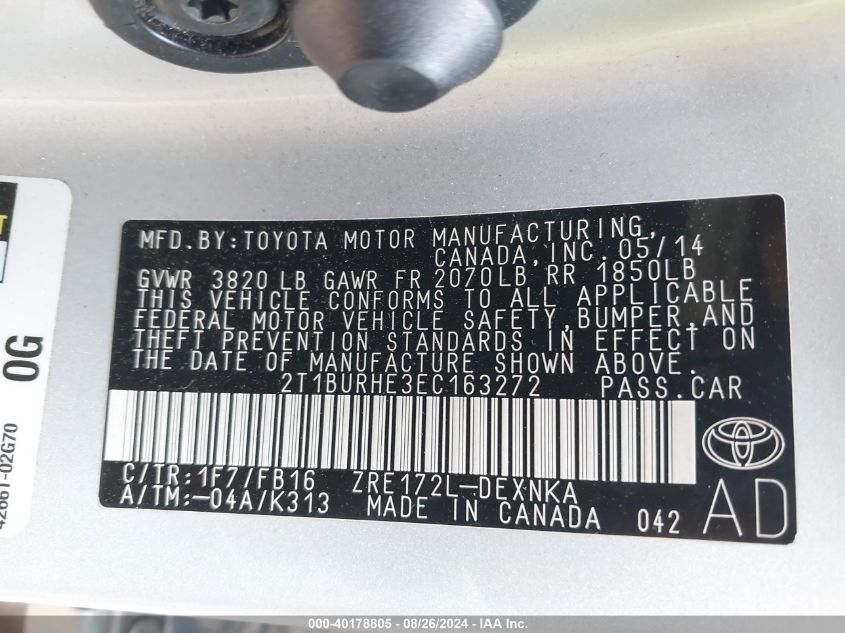 MFD.BY:TOYOTA MOTOR MANUFACTURING,
CANADA,INC.05/14
GVWR 3820 LB GAWR FR 2070LB RR 1850LB
THIS VEHICLE CONFORMS TO ALL APPLICABLE
FEDERAL MOTOR VEHICLE SAFETY,BUMPER,AND
THEFT PREVENTION STANDARDS IN EFFECT ON
THE DATE OF MANUFACTURE SHOWN ABOVE.
2T1BURHE3EC163272 PASS.CAR
C/TR:1F7/FB16 ZRE172L-DEXNKA
A/TM:-04A/K313 MADE IN CANADA 042 AD
0G
42661-02G70
000-40178805 - 08/26/2024 - IAA Inc.